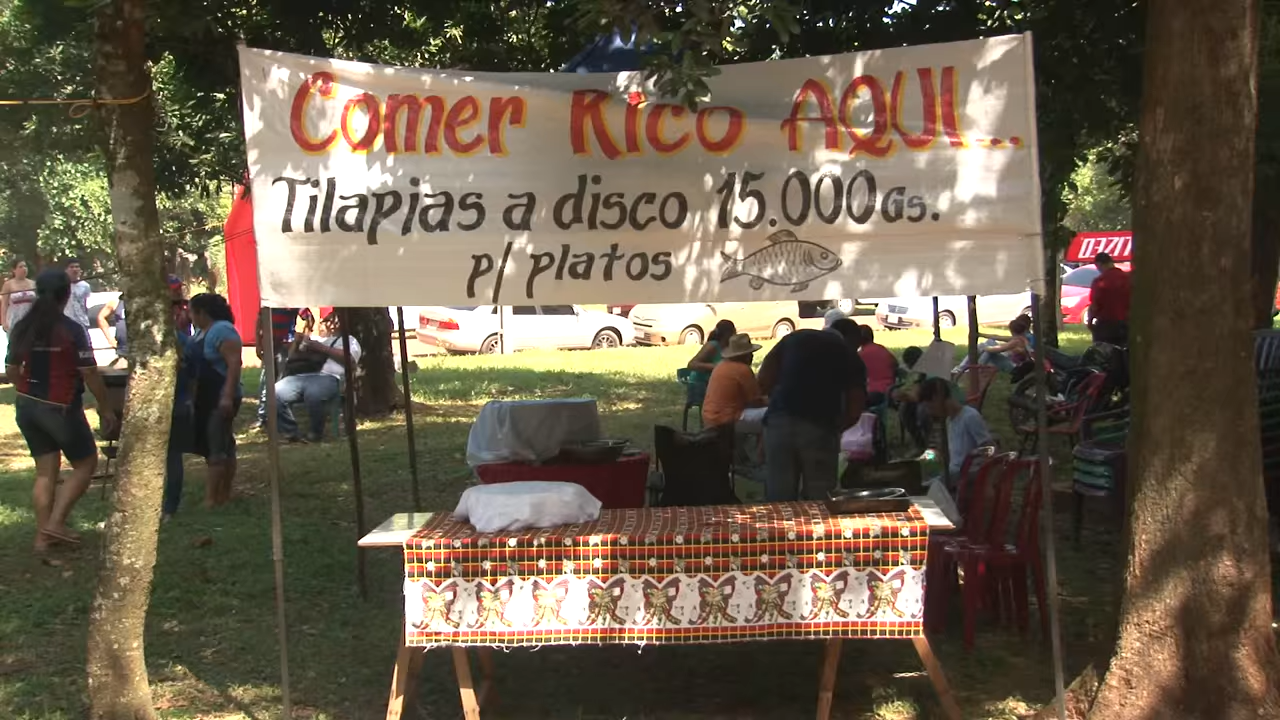 Comer Rico AQUI...
Tilapias a disco 15.000Gs.
p/ platos